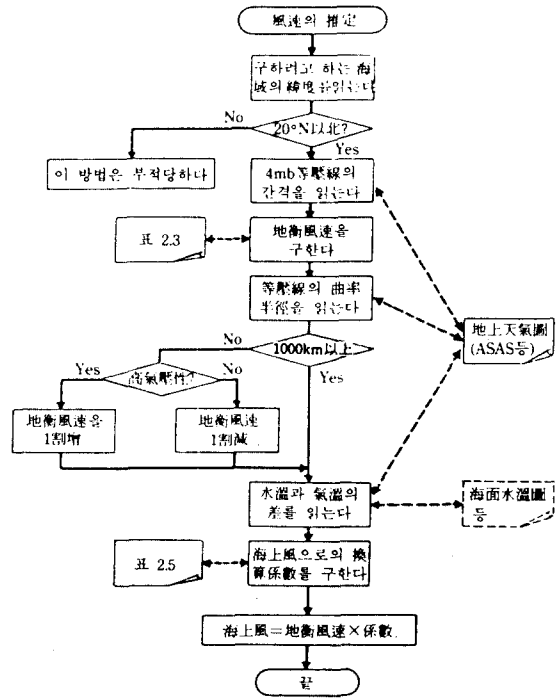 風速의 推定
구하려고 하는 海
域의 緯度를읽는다
20°N以北?
No
Yes
이 방법은 부적당하다
4mb等壓線의
간격을 읽는다
表 2.3
地衡風速을
구한다
等壓線의 曲率
半徑을 읽는다
地上天氣圖
(ASAS등)
1000km以上
No
Yes
高氣壓性?
Yes
No
地衡風速을
1割增
地衡風速
1割減
水溫과 氣溫의
差를 읽는다
海面水溫圖
등
表 2.5
海上風으로의 換
算係數를 구한다
海上風=地衡風速×係數
끝